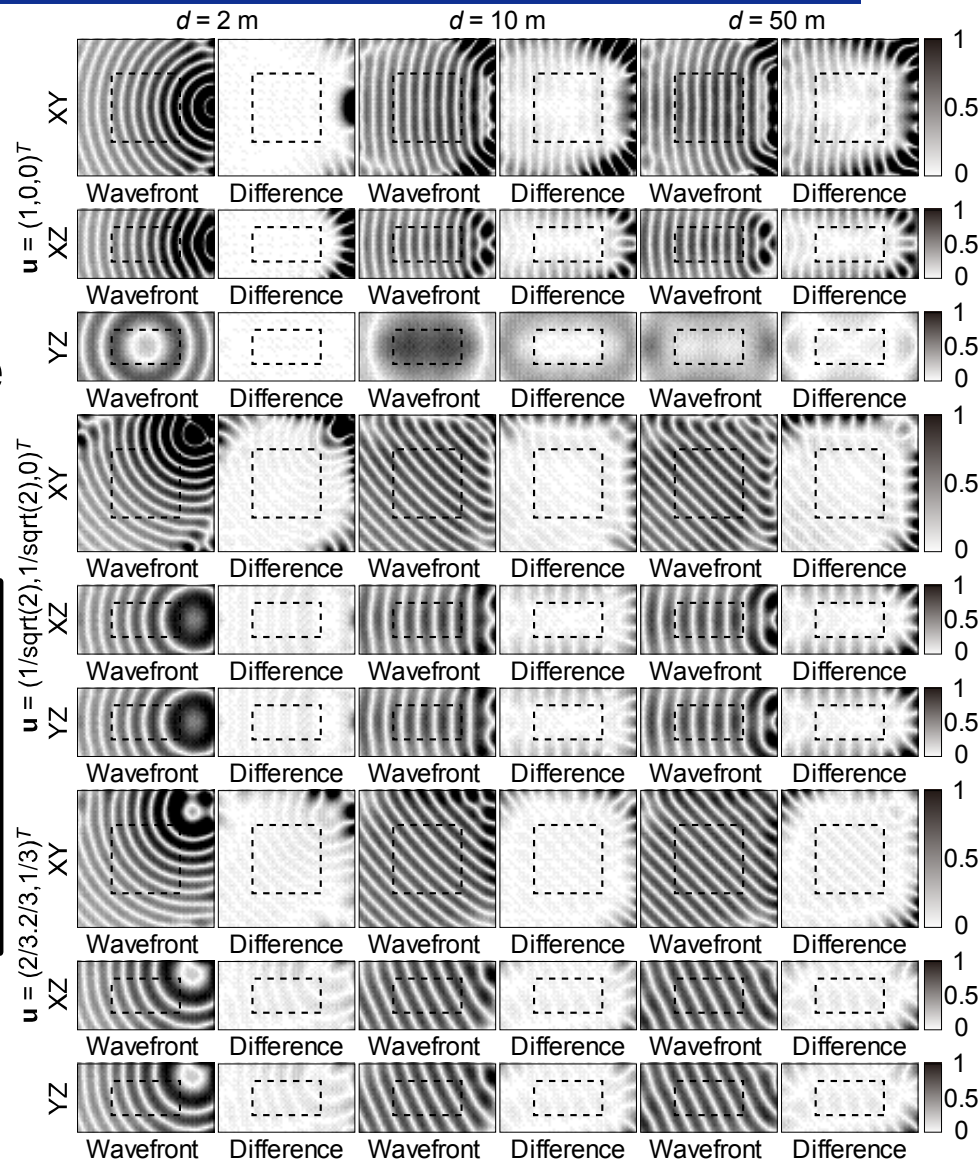 d = 2 m d = 10 m d = 50 m
u = (1,0,0)^T
XY
1
0.5
0
Wavefront Difference Wavefront Difference Wavefront Difference
XZ
1
0.5
0
Wavefront Difference Wavefront Difference Wavefront Difference
YZ
1
0.5
0
Wavefront Difference Wavefront Difference Wavefront Difference
u = (1/sqrt(2),1/sqrt(2),0)^T
XY
1
0.5
0
Wavefront Difference Wavefront Difference Wavefront Difference
XZ
1
0.5
0
Wavefront Difference Wavefront Difference Wavefront Difference
YZ
1
0.5
0
Wavefront Difference Wavefront Difference Wavefront Difference
u = (2/3.2/3,1/3)^T
XY
1
0.5
0
Wavefront Difference Wavefront Difference Wavefront Difference
XZ
1
0.5
0
Wavefront Difference Wavefront Difference Wavefront Difference
YZ
1
0.5
0
Wavefront Difference Wavefront Difference Wavefront Difference